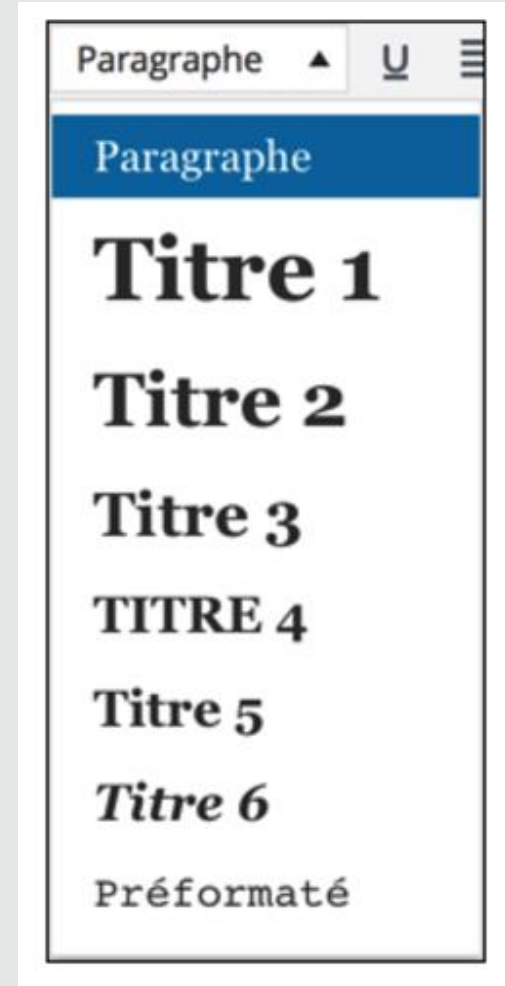 Paragraphe ▲ U
Paragraphe
Titre 1
Titre 2
Titre 3
TITRE 4
Titre 5
Titre 6
Préformaté